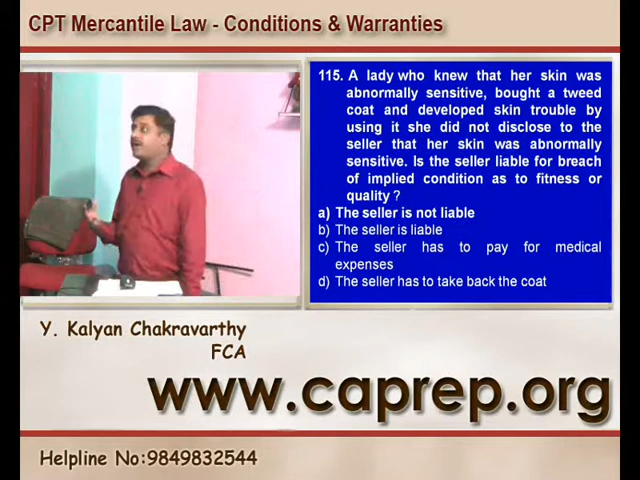 CPT Mercantile Law - Conditions & Warranties
115. A lady who knew that her skin was
abnormally sensitive, bought a tweed
coat and developed skin trouble by
using it she did not disclose to the
seller that her skin was abnormally
sensitive. Is the seller liable for breach
of implied condition as to fitness or
quality ?
a) The seller is not liable
b) The seller is liable
c) The seller has to pay for medical
expenses
d) The seller has to take back the coat
Y. Kalyan Chakravarthy
FCA
www.caprep.org
Helpline No:9849832544